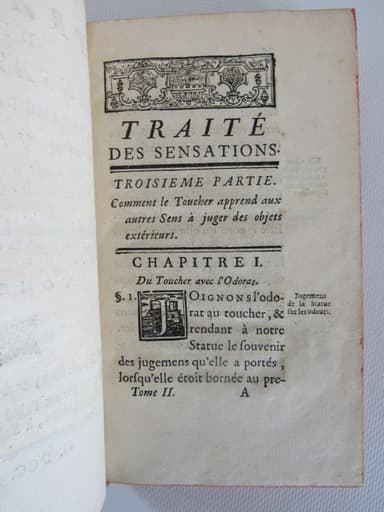 TRAITÉ
DES SENSATIONS.
TROISIEME PARTIE.
Comment le Toucher apprend aux
autres Sens à juger des objets
extérieurs.
CHAPITRE I.
Du Toucher avec l'Odorat.
§. 1. JOIGNONS l'odo-
rat au toucher, &
rendant à notre
Statue le souvenir
des jugemens qu'elle a portés,
lorsqu'elle étoit bornée au pre-
Tome II. A
Jugemens
de la Statue
sur les odeurs.